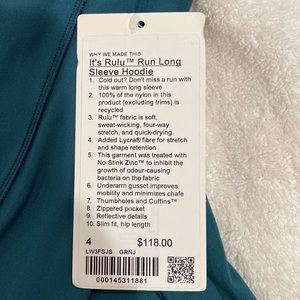 WHY WE MADE THIS
It's Rulu™ Run Long
Sleeve Hoodie
1. Cold out? Don't miss a run with
this warm long sleeve
2. 100% of the nylon in this
product (excluding trims) is
recycled
3. Rulu™ fabric is soft,
sweat-wicking, four-way
stretch, and quick-drying
4. Added Lycra® fibre for stretch
and shape retention
5. This garment was treated with
No-Stink Zinc™ to inhibit the
growth of odour-causing
bacteria on the fabric
6. Underarm gusset improves
mobility and minimizes chafe
7. Thumbholes and Cuffins™
8. Zippered pocket
9. Reflective details
10. Slim fit, hip length
4 $118.00
LW3FSJS GRNJ
000145311881